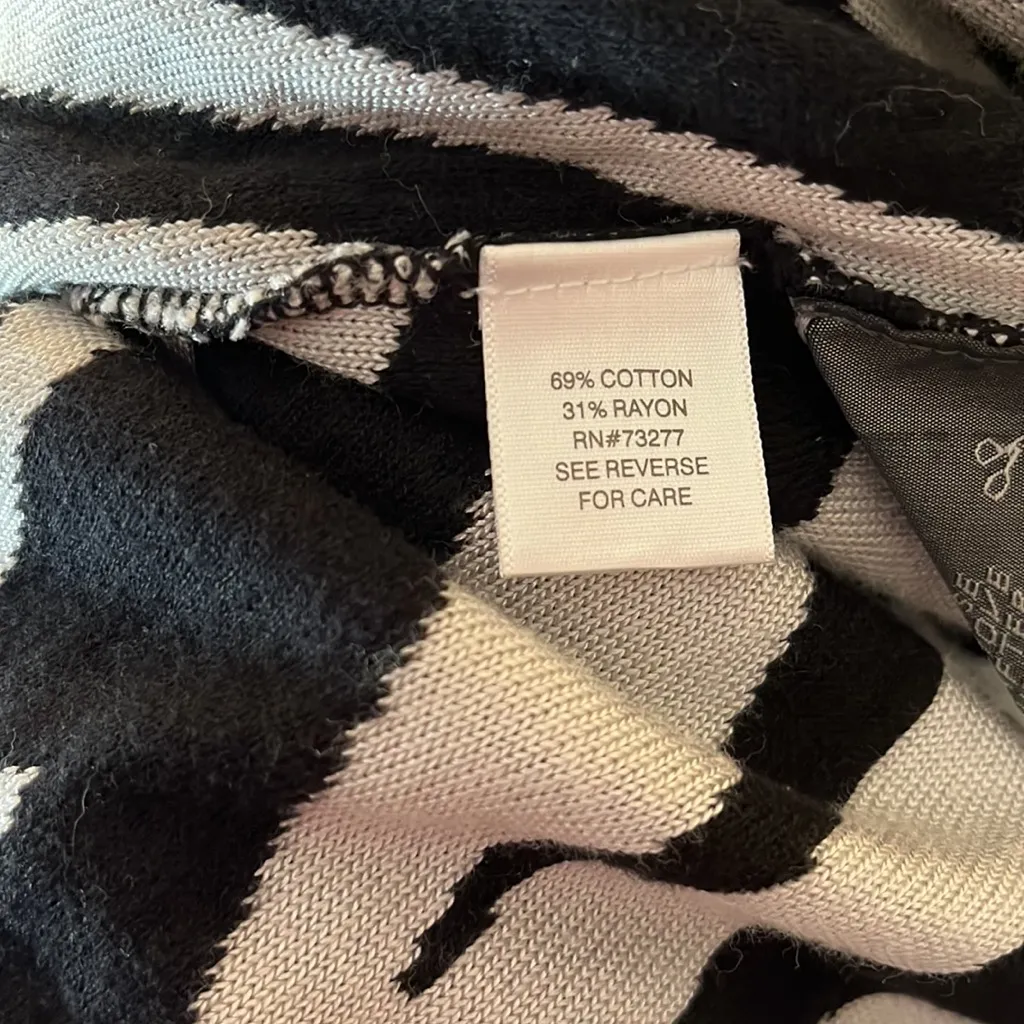 69% COTTON
31% RAYON
RN#73277
SEE REVERSE
FOR CARE